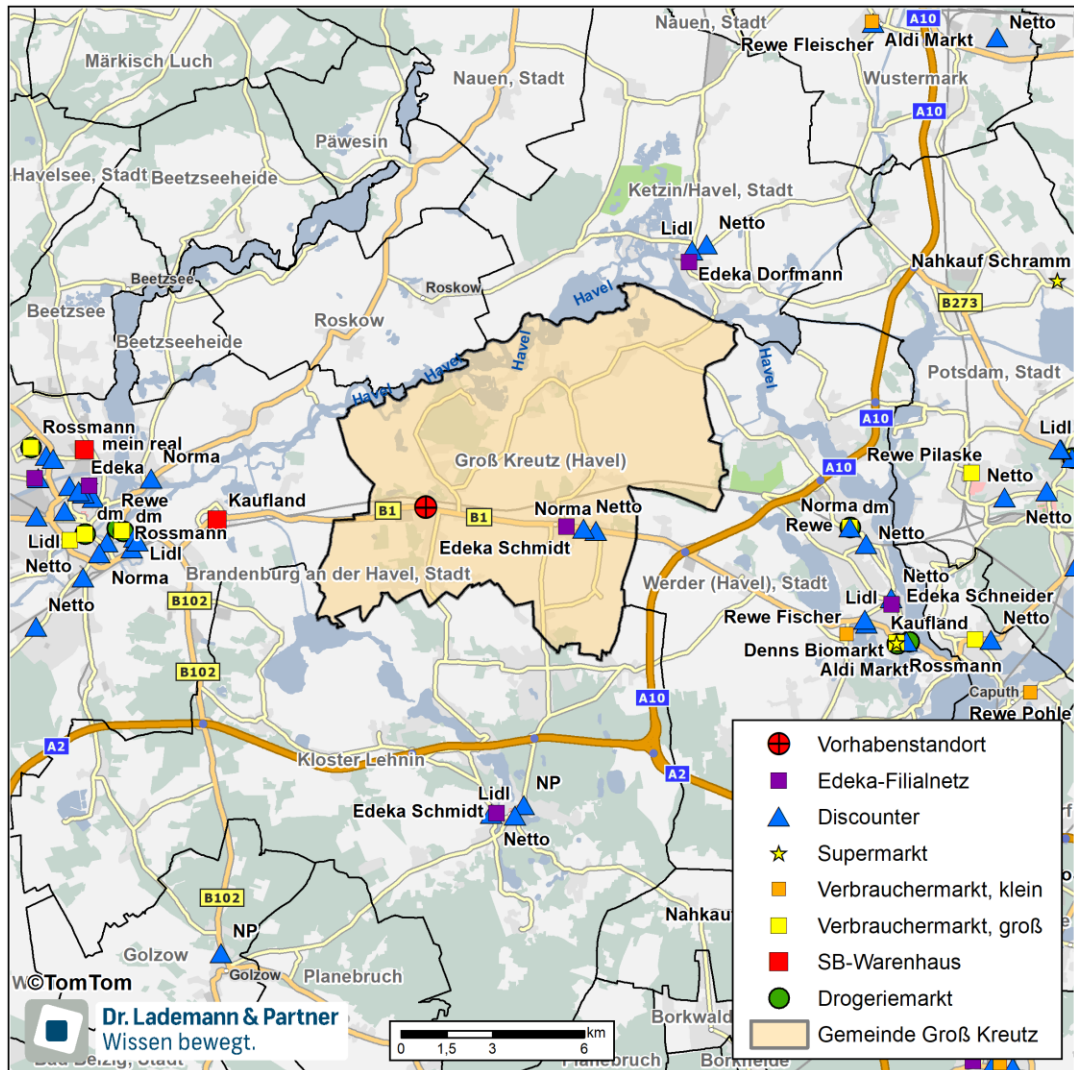 Nauen, Stadt
A10
Netto
Rewe Fleischer
Aldi Markt
Märkisch Luch
Nauen, Stadt
Wustermark
A10
Päwesin
Havelsee, Stadt
Beetzseeheide
Ketzin/Havel, Stadt
Lidl
Netto
Nahkauf Schramm
Edeka Dorfmann
Beetzsee
Roskow
Havel
B273
Beetzsee
Roskow
Beetzseeheide
Havel
Havel
Havel
Havel
Potsdam, Stadt
A10
Rossmann
Lidl
mein real
Norma
Edeka
Groß Kreutz (Havel)
A10
Rewe Pilaske
Netto
Kaufland
Rewe
dm
dm
B1
B1
Norma
Netto
Norma
dm
Rewe
Netto
Rossmann
Lidl
Lidl
Edeka Schmidt
Netto
Netto
Norma
Brandenburg an der Havel, Stadt
Werder (Havel), Stadt
Netto
B102
Netto
Lidl
Edeka Schneider
Rewe Fischer
Kaufland
Netto
Denns Biomarkt
Aldi Markt
Rossmann
B102
A10
Caputh
Rewe Pohle
A2
Kloster Lehnin
A2
NP
Lidl
Edeka Schmidt
Netto
B102
NP
Nahkauf
Golzow
Golzow
Planebruch
©TomTom
Borkwald
Dr. Lademann & Partner
Wissen bewegt.
Bad Belzig, Stadt
km
0
1,5
3
6
Planebruch
Borkheide
Vorhabenstandort
Edeka-Filialnetz
Discounter
Supermarkt
Verbrauchermarkt, klein
Verbrauchermarkt, groß
SB-Warenhaus
Drogeriemarkt
Gemeinde Groß Kreutz